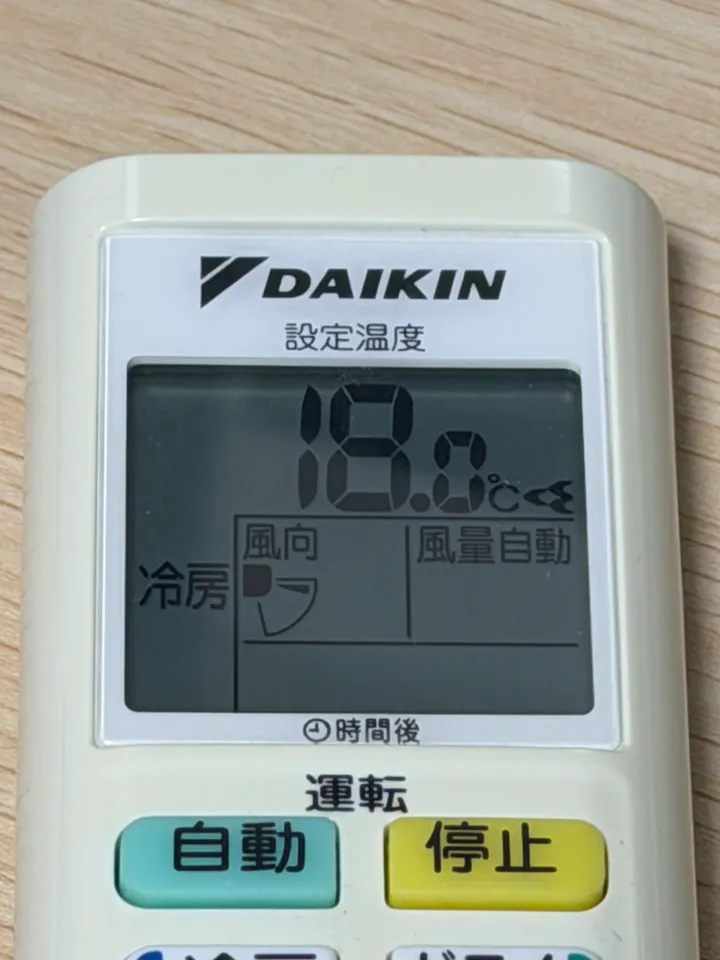 DAIKIN
設定温度
18.0℃
風向 風量自動
冷房
時間後
運転
自動 停止